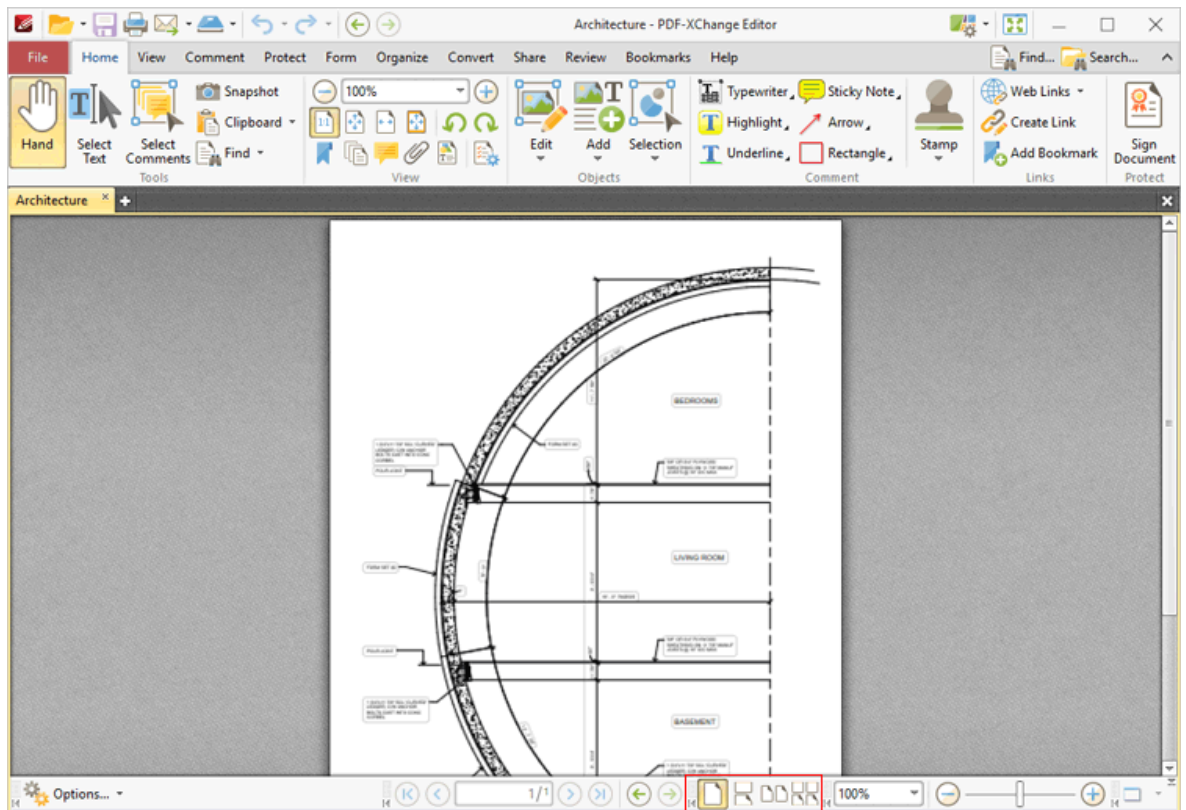 Architecture - PDF-XChange Editor
File Home View Comment Protect Form Organize Convert Share Review Bookmarks Help Find... Search...
Hand
Select Text
Select Comments
Snapshot
Clipboard
Find
Tools
100%
1:1
View
Edit
Add
Selection
Objects
Typewriter
Sticky Note
Highlight
Arrow
Underline
Rectangle
Stamp
Comment
Web Links
Create Link
Add Bookmark
Links
Sign Document
Protect
Architecture
BEDROOMS
LIVING ROOM
BASEMENT
Options...
1/1
100%